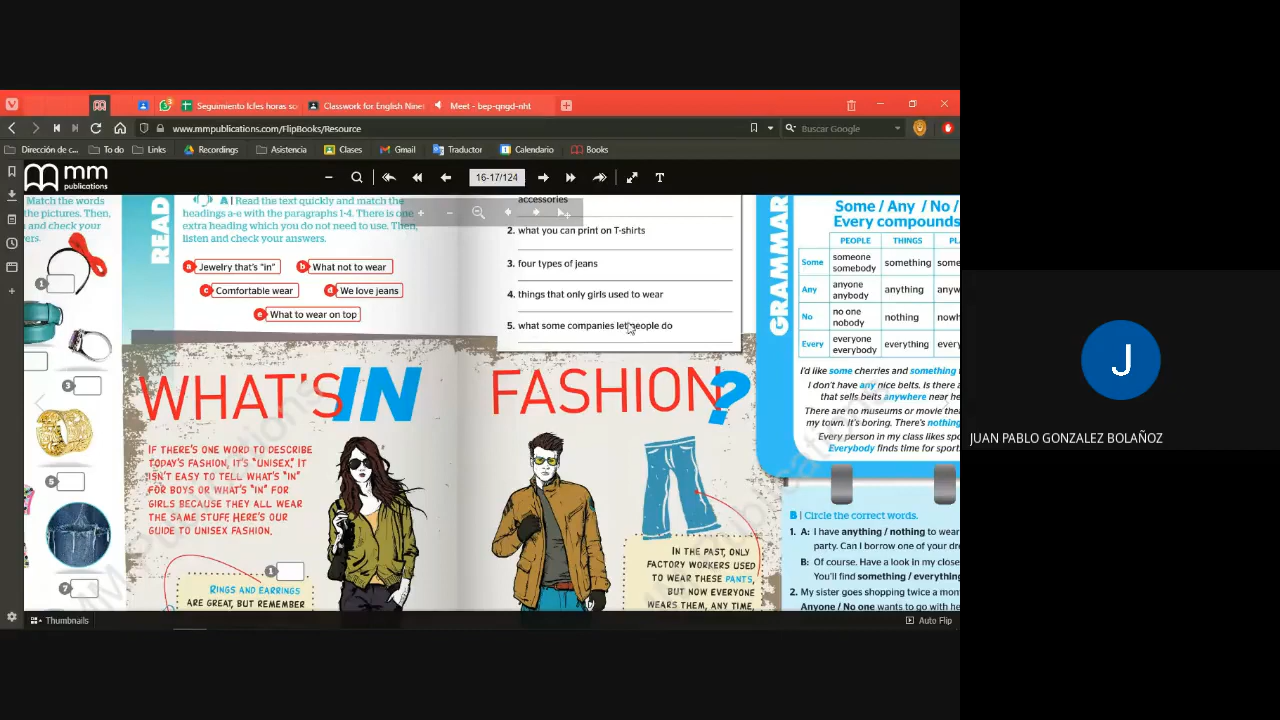 Seguimiento Icfes horas so
Classwork for English Nine
Meet - bep-qngd-nht
www.mmpublications.com/FlipBooks/Resource
Buscar Google
Dirección de c...
To do
Links
Recordings
Asistencia
Clases
Gmail
Traductor
Calendario
Books
mm
publications
16-17/124
Match the words
the pictures. Then,
and check your
ers.
1
3
5
7
READ
A | Read the text quickly and match the
headings a-e with the paragraphs 1-4. There is one
extra heading which you do not need to use. Then,
listen and check your answers.
a Jewelry that's "in"
b What not to wear
c Comfortable wear
d We love jeans
e What to wear on top
accessories
2. what you can print on T-shirts
3. four types of jeans
4. things that only girls used to wear
5. what some companies let people do
WHAT'S IN FASHION?
IF THERE'S ONE WORD TO DESCRIBE
TODAY'S FASHION, IT'S "UNISEX." IT
ISN'T EASY TO TELL WHAT'S "IN"
FOR BOYS OR WHAT'S "IN" FOR
GIRLS BECAUSE THEY ALL WEAR
THE SAME STUFF. HERE'S OUR
GUIDE TO UNISEX FASHION.
1
RINGS AND EARRINGS
ARE GREAT, BUT REMEMBER
IN THE PAST, ONLY
FACTORY WORKERS USED
TO WEAR THESE PANTS,
BUT NOW EVERYONE
WEARS THEM, ANY TIME,
GRAMMAR
Some / Any / No /
Every compounds
PEOPLE THINGS PL
Some someone somebody something some
Any anyone anybody anything anyw
No no one nobody nothing nowh
Every everyone everybody everything every
I'd like some cherries and something
I don't have any nice belts. Is there a
that sells belts anywhere near he
There are no museums or movie thea
my town. It's boring. There's nothing
Every person in my class likes spo
Everybody finds time for sport
B | Circle the correct words.
1. A: I have anything / nothing to wear
party. Can I borrow one of your dre
B: Of course. Have a look in my close
You'll find something / everything
2. My sister goes shopping twice a mon
Anyone / No one wants to go with he
Thumbnails
Auto Flip
J
JUAN PABLO GONZALEZ BOLAÑOZ